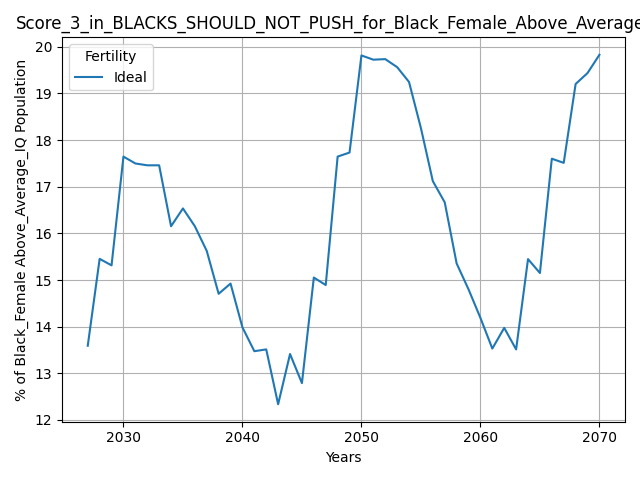 Score_3_in_BLACKS_SHOULD_NOT_PUSH_for_Black_Female_Above_Average
Fertility
Ideal
% of Black_Female Above_Average_IQ Population
20
19
18
17
16
15
14
13
12
2030
2040
2050
2060
2070
Years